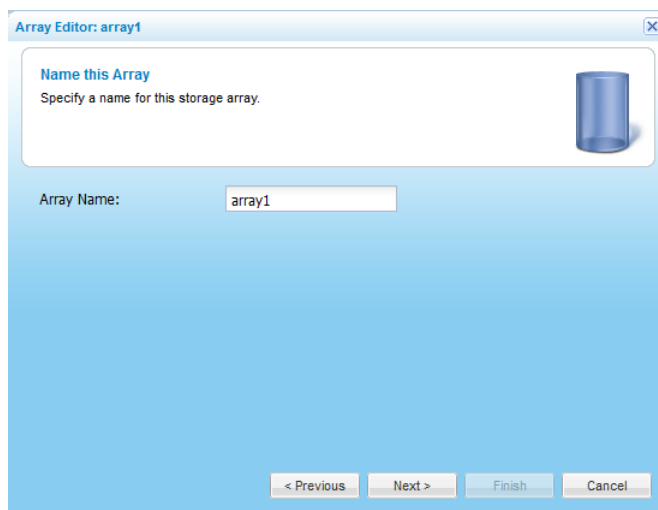 Array Editor: array1
Name this Array
Specify a name for this storage array.
Array Name:
array1
< Previous
Next >
Finish
Cancel